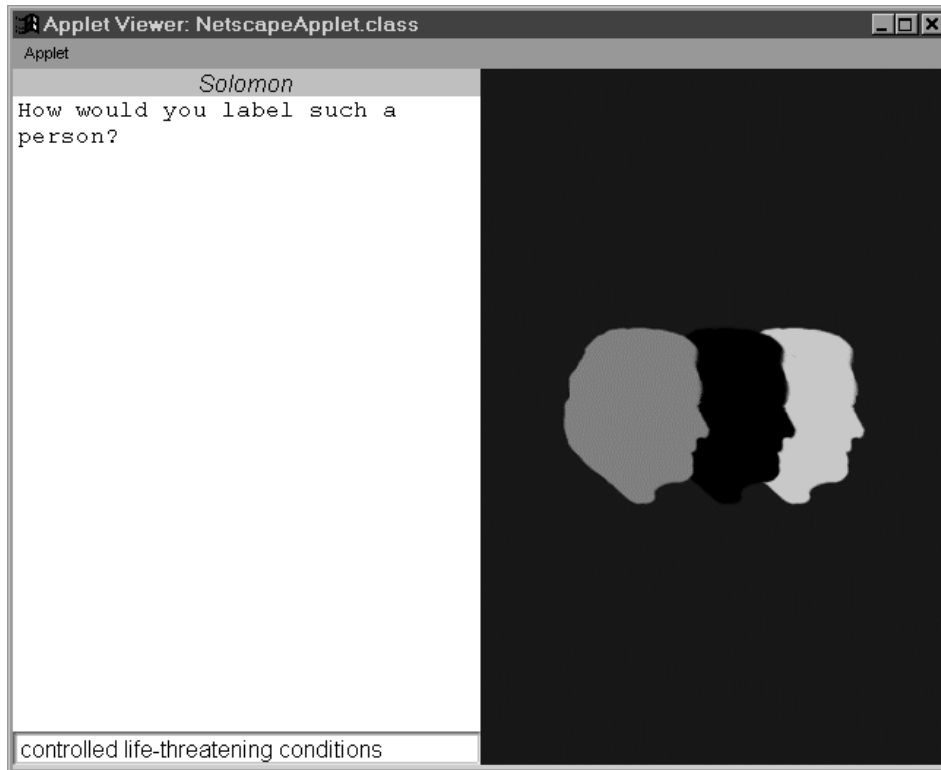 Applet Viewer: NetscapeApplet.class
Applet
Solomon
How would you label such a
person?
controlled life-threatening conditions